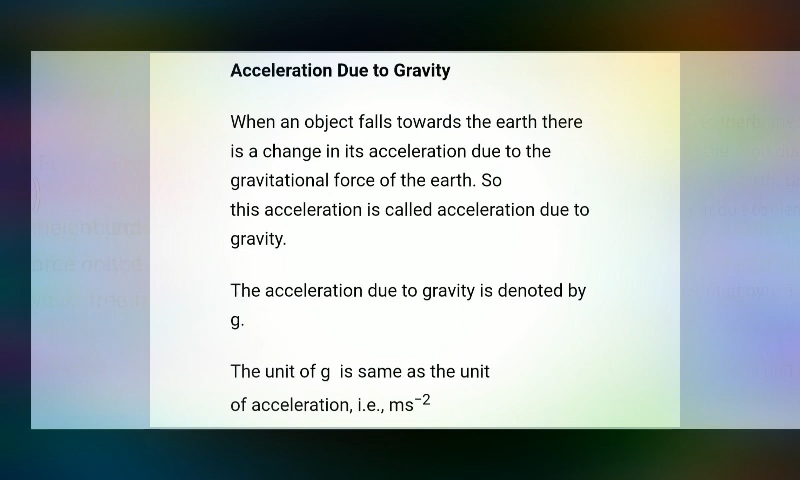 Acceleration Due to Gravity
When an object falls towards the earth there
is a change in its acceleration due to the
gravitational force of the earth. So
this acceleration is called acceleration due to
gravity.
The acceleration due to gravity is denoted by
g.
The unit of g  is same as the unit
of acceleration, i.e., ms⁻²